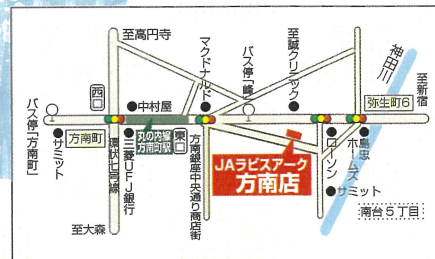 至高円寺
マクドナルド
バス停「峰」
至誠クリニック
神田川
至新宿
西口
中村屋
弥生町6
バス停「方南町」
サミット
方南町
環状七号線
三菱UFJ銀行
丸の内線
方南町駅
東口
方南銀座中央通り商店街
JAラピスアーク
方南店
ローソン
島忠
ホームズ
サミット
南台5丁目
至大森